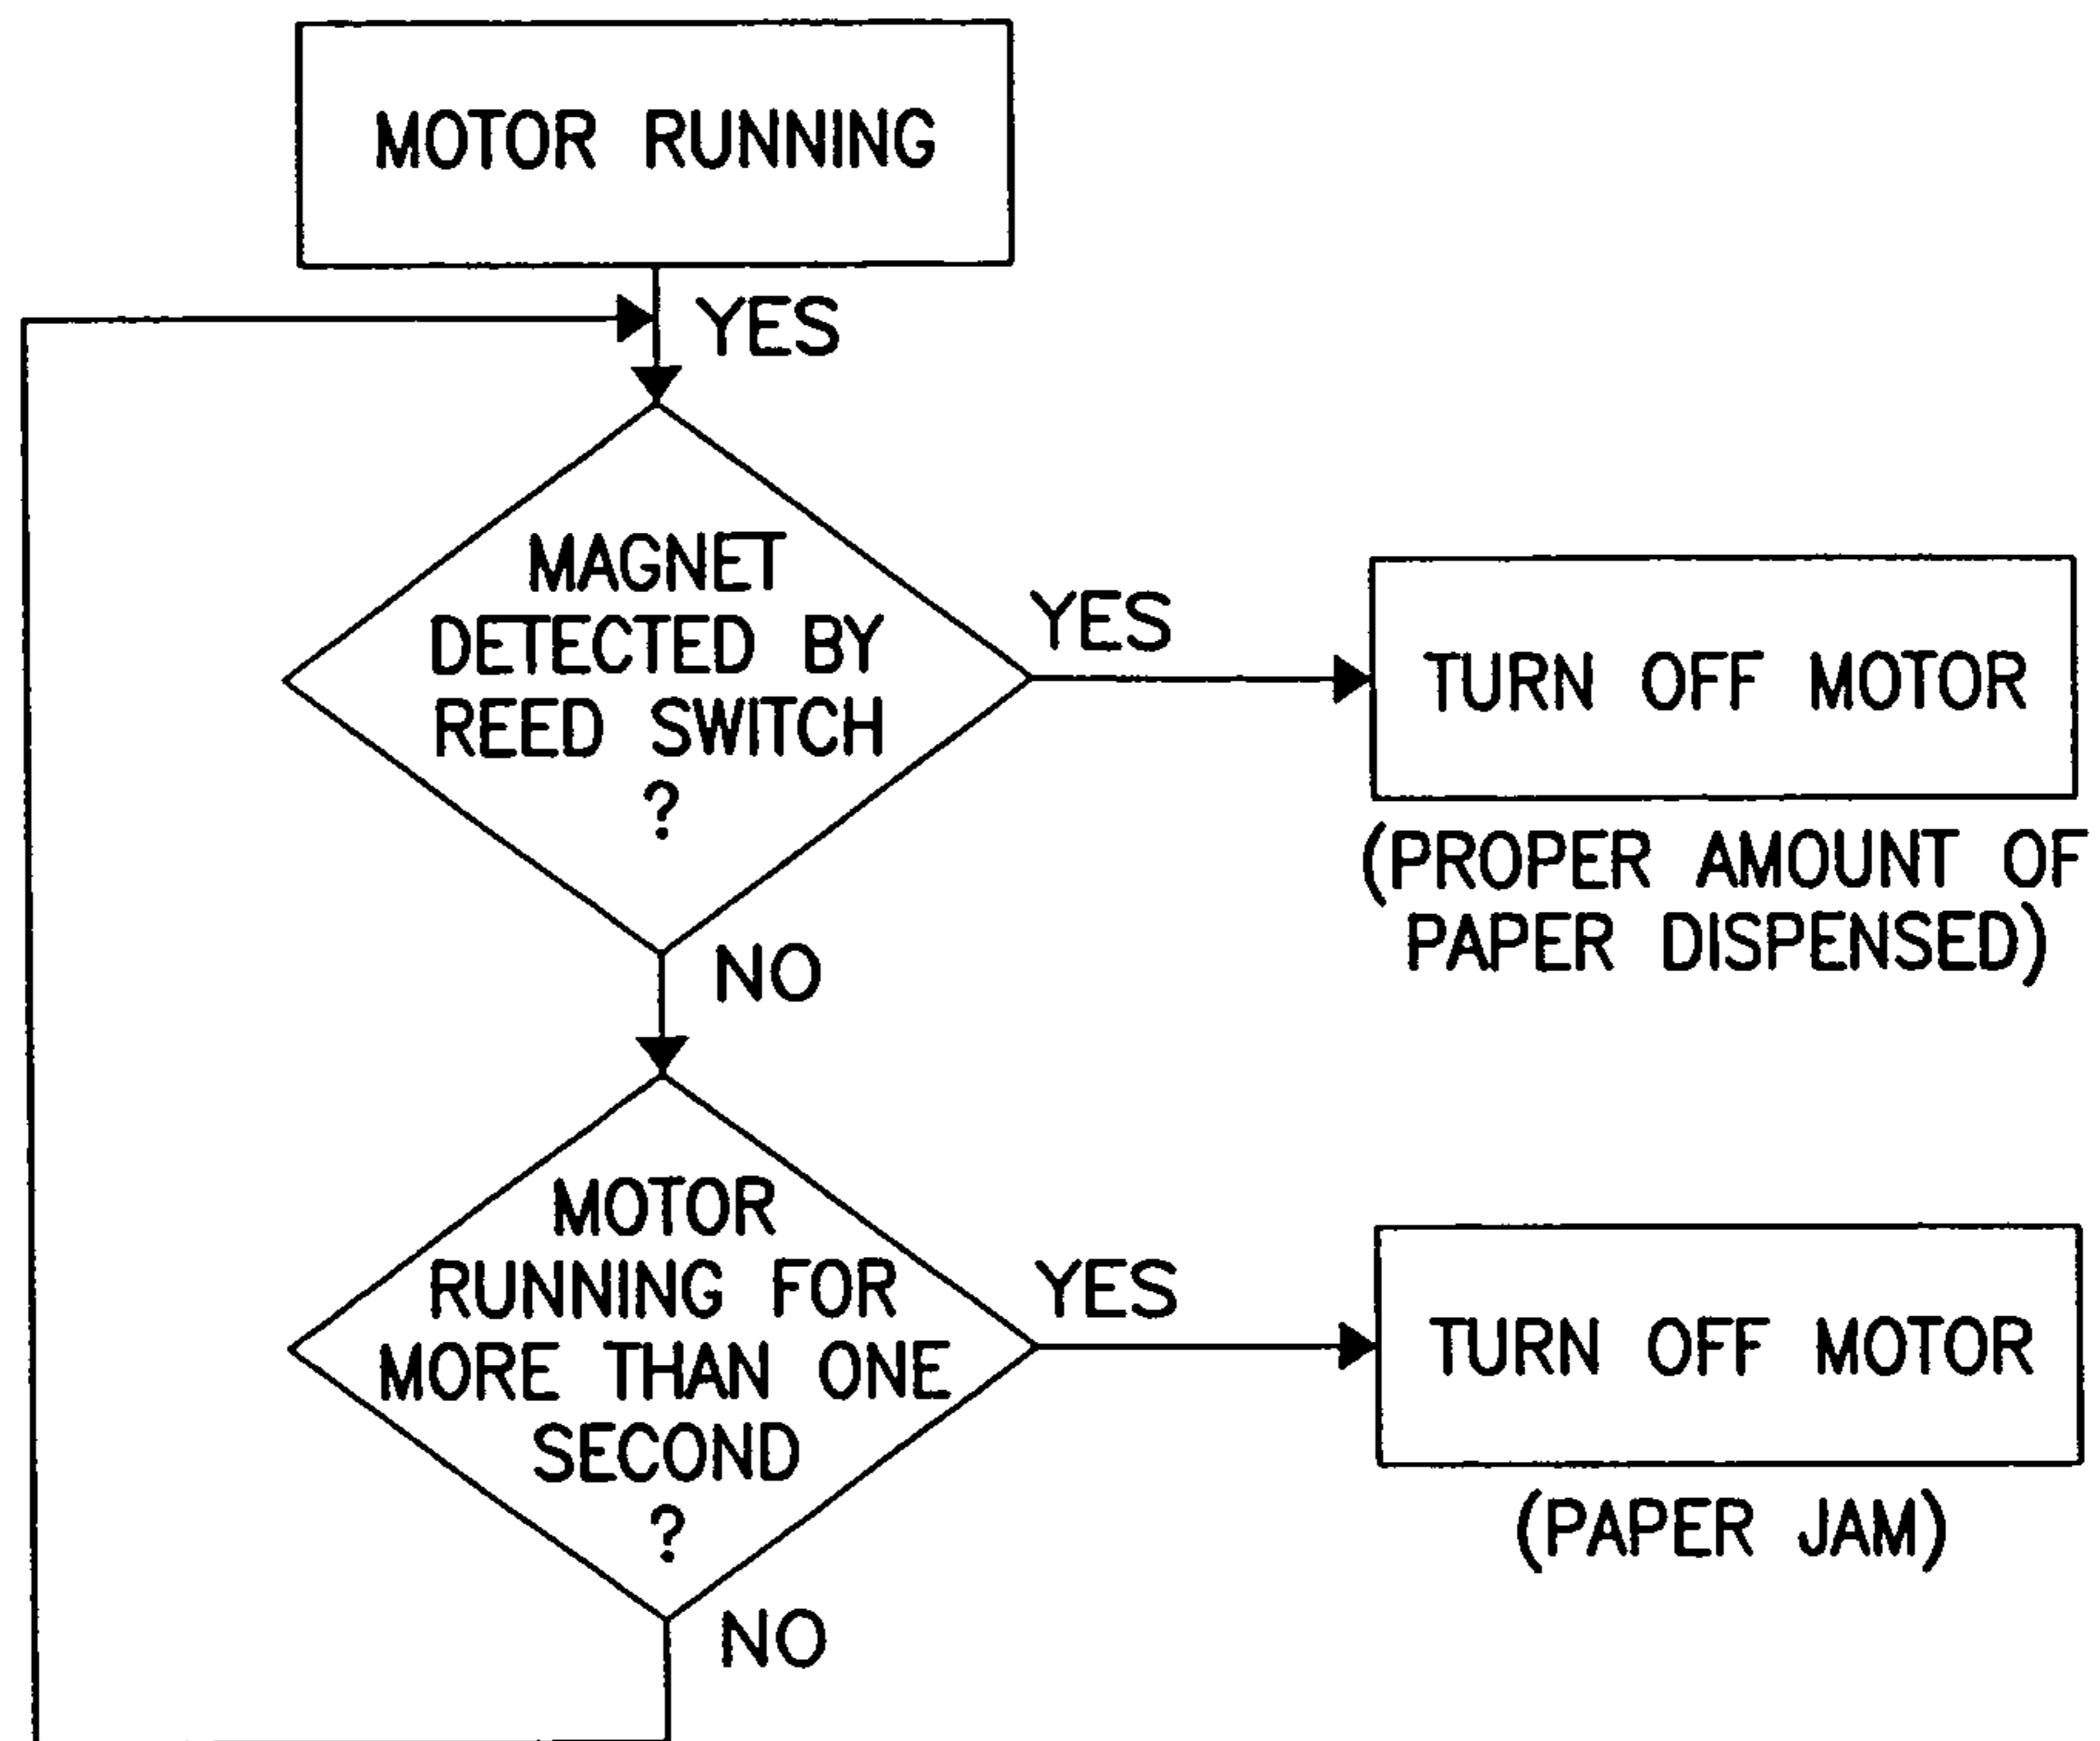 MOTOR RUNNING
YES
MAGNET
DETECTED BY
REED SWITCH
?
YES
TURN OFF MOTOR
(PROPER AMOUNT OF
PAPER DISPENSED)
NO
MOTOR
RUNNING FOR
MORE THAN ONE
SECOND
?
YES
TURN OFF MOTOR
(PAPER JAM)
NO